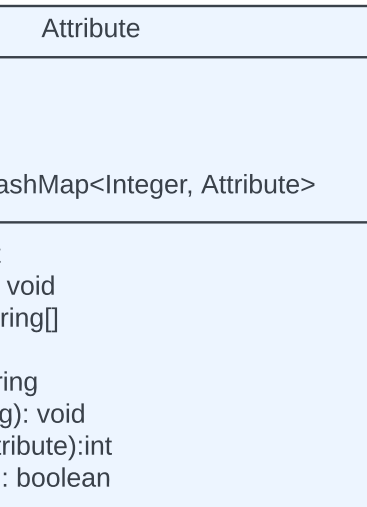 Attribute
ashMap<Integer, Attribute>
void
ring[]
ring
g): void
tribute):int
: boolean